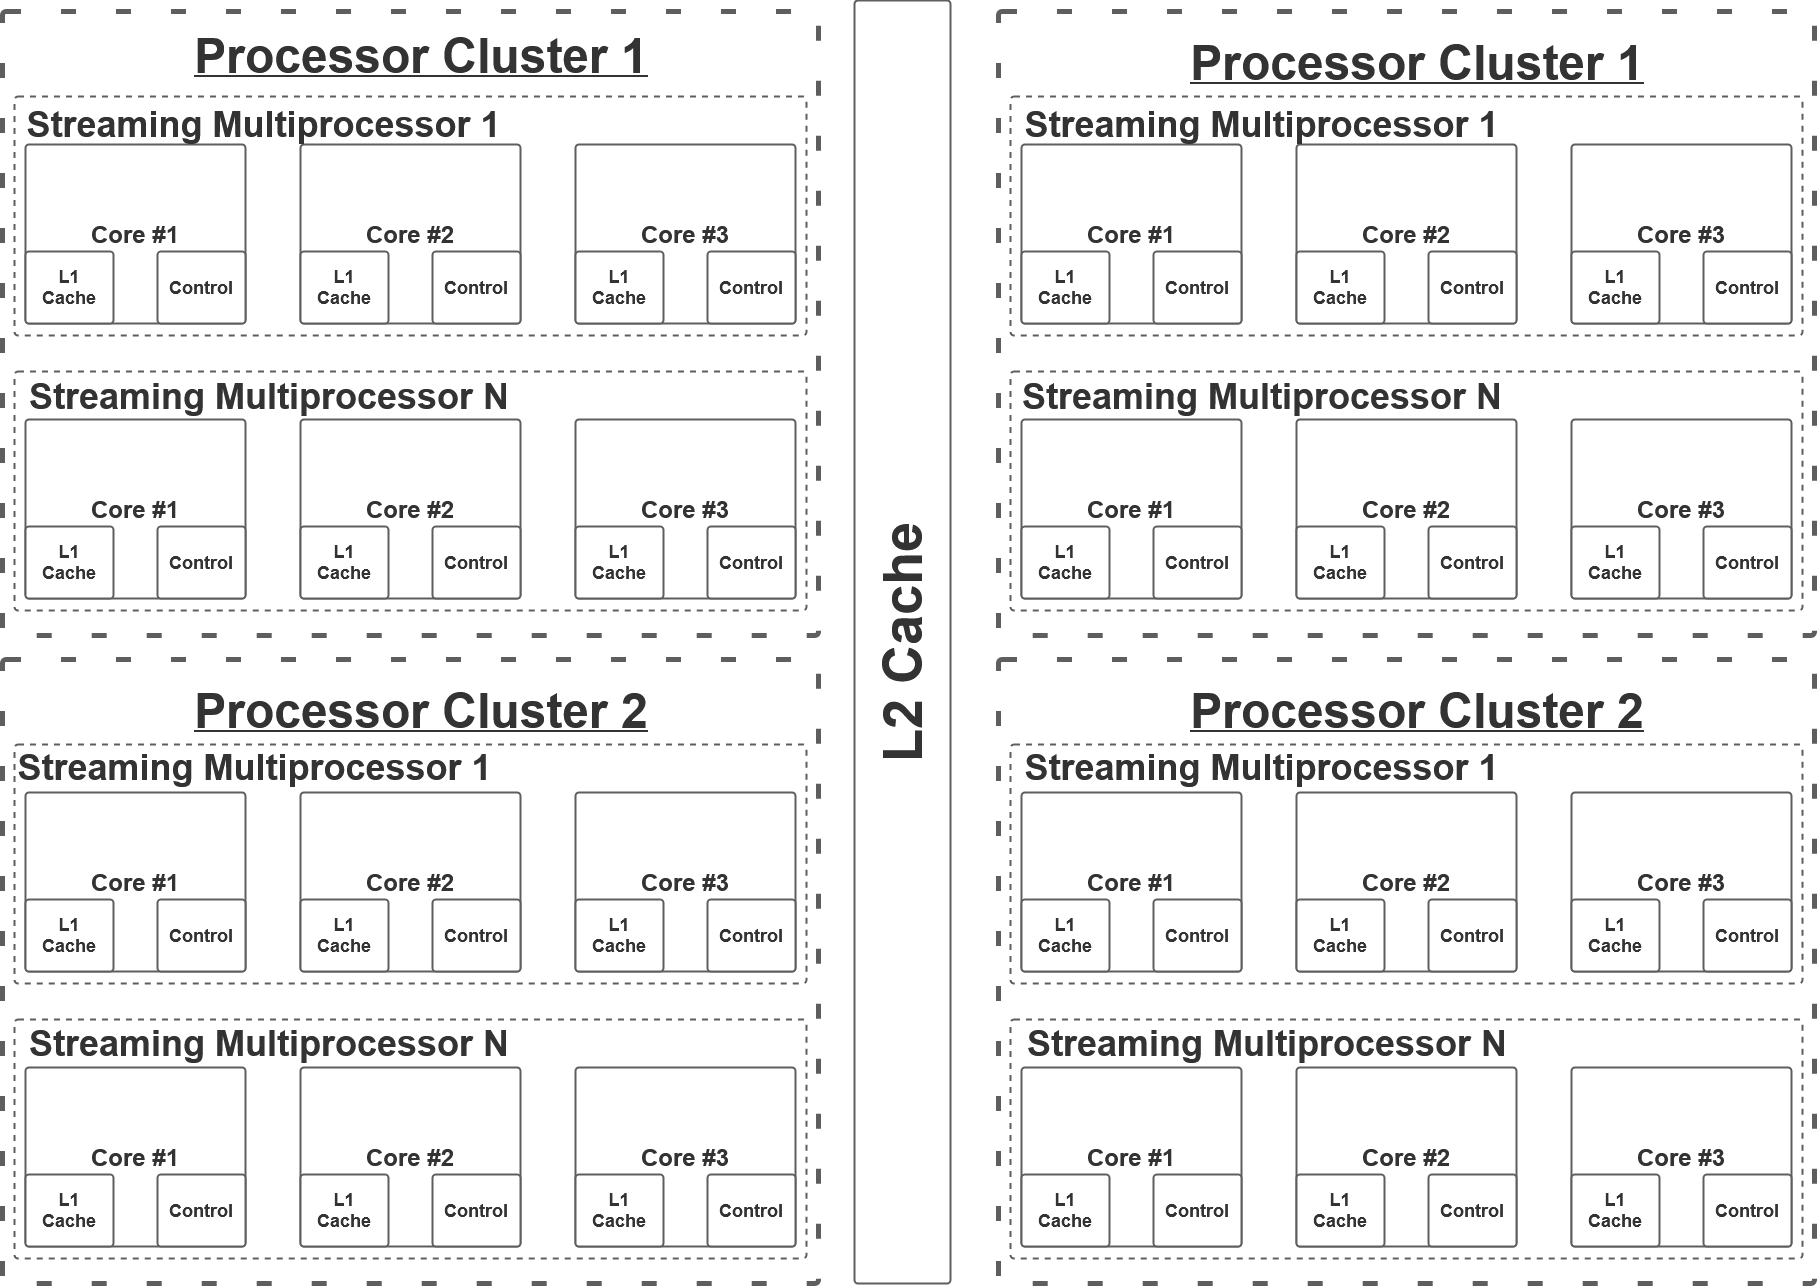 Processor Cluster 1
Streaming Multiprocessor 1
Core #1
L1
Cache
Control
Core #2
L1
Cache
Control
Core #3
L1
Cache
Control
Streaming Multiprocessor N
Core #1
L1
Cache
Control
Core #2
L1
Cache
Control
Core #3
L1
Cache
Control
Processor Cluster 2
Streaming Multiprocessor 1
Core #1
L1
Cache
Control
Core #2
L1
Cache
Control
Core #3
L1
Cache
Control
Streaming Multiprocessor N
Core #1
L1
Cache
Control
Core #2
L1
Cache
Control
Core #3
L1
Cache
Control
L2 Cache
Processor Cluster 1
Streaming Multiprocessor 1
Core #1
L1
Cache
Control
Core #2
L1
Cache
Control
Core #3
L1
Cache
Control
Streaming Multiprocessor N
Core #1
L1
Cache
Control
Core #2
L1
Cache
Control
Core #3
L1
Cache
Control
Processor Cluster 2
Streaming Multiprocessor 1
Core #1
L1
Cache
Control
Core #2
L1
Cache
Control
Core #3
L1
Cache
Control
Streaming Multiprocessor N
Core #1
L1
Cache
Control
Core #2
L1
Cache
Control
Core #3
L1
Cache
Control